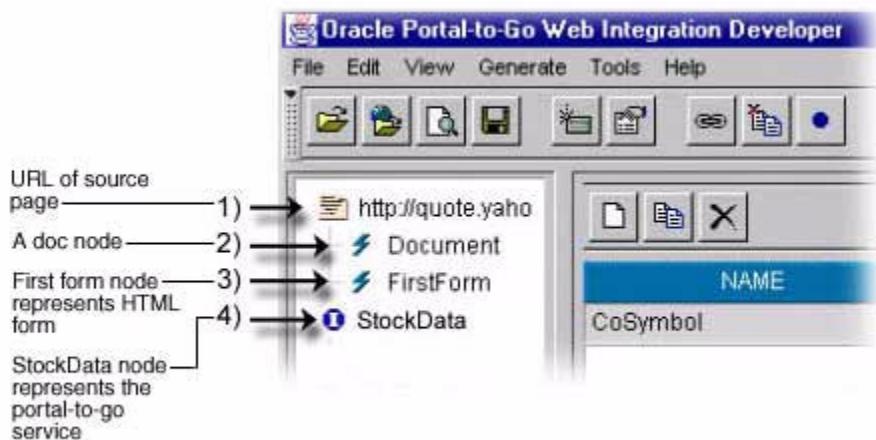 Oracle Portal-to-Go Web Integration Developer
File Edit View Generate Tools Help
URL of source
page
1)
http://quote.yaho
A doc node
2)
Document
First form node
represents HTML
form
3)
FirstForm
4)
StockData
StockData node
represents the
portal-to-go
service
NAME
CoSymbol